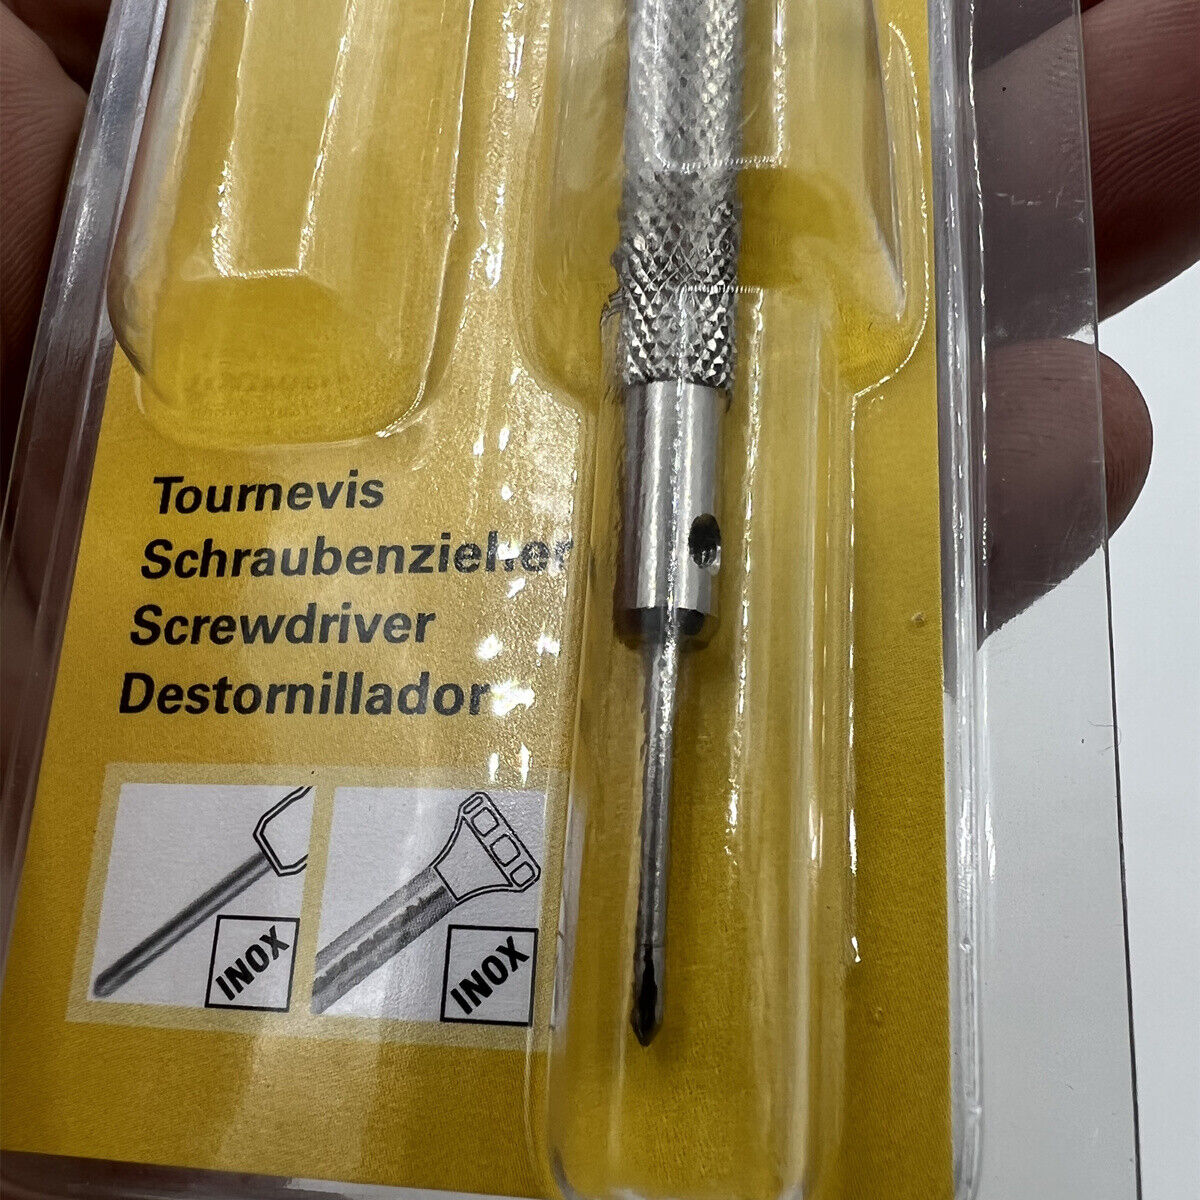 Tournevis
Schraubenzieher
Screwdriver
Destornillador
INOX
INOX